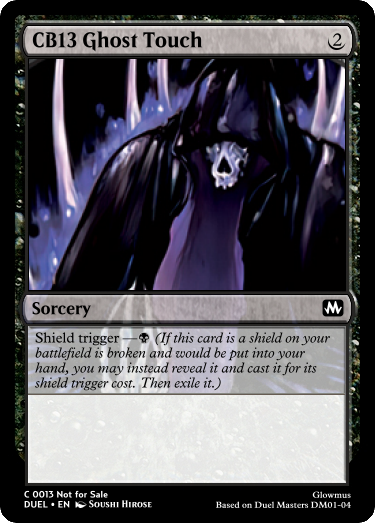 CB13 Ghost Touch 2
Sorcery
Shield trigger — (If this card is a shield on your
battlefield is broken and would be put into your
hand, you may instead reveal it and cast it for its
shield trigger cost. Then exile it.)
C 0013 Not for Sale Glowmus
DUEL • EN Soushi Hirose Based on Duel Masters DM01-04